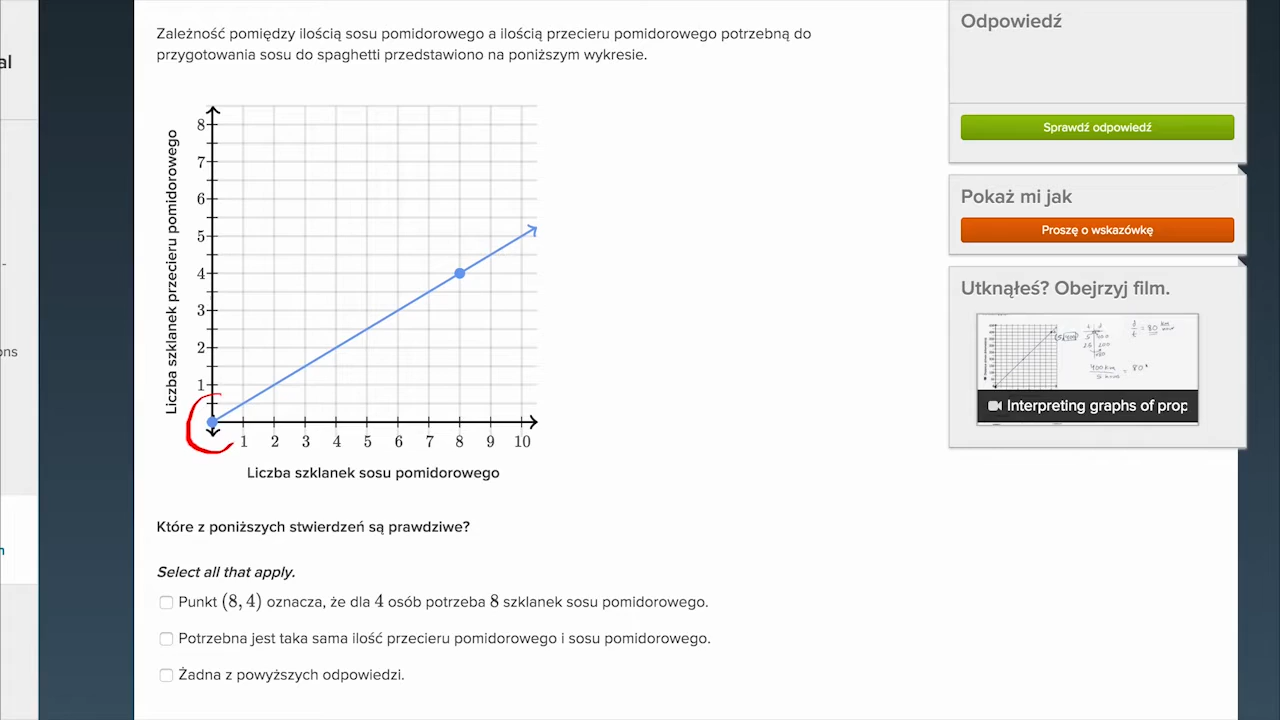 al
-
ons
n
Zależność pomiędzy ilością sosu pomidorowego a ilością przecieru pomidorowego potrzebną do
przygotowania sosu do spaghetti przedstawiono na poniższym wykresie.
Liczba szklanek przecieru pomidorowego
8
7
6
5
4
3
2
1
1 2 3 4 5 6 7 8 9 10
Liczba szklanek sosu pomidorowego
Które z poniższych stwierdzeń są prawdziwe?
Select all that apply.
Punkt (8, 4) oznacza, że dla 4 osób potrzeba 8 szklanek sosu pomidorowego.
Potrzebna jest taka sama ilość przecieru pomidorowego i sosu pomidorowego.
Żadna z powyższych odpowiedzi.
Odpowiedź
Sprawdź odpowiedź
Pokaż mi jak
Proszę o wskazówkę
Utknąłeś? Obejrzyj film.
Interpreting graphs of prop